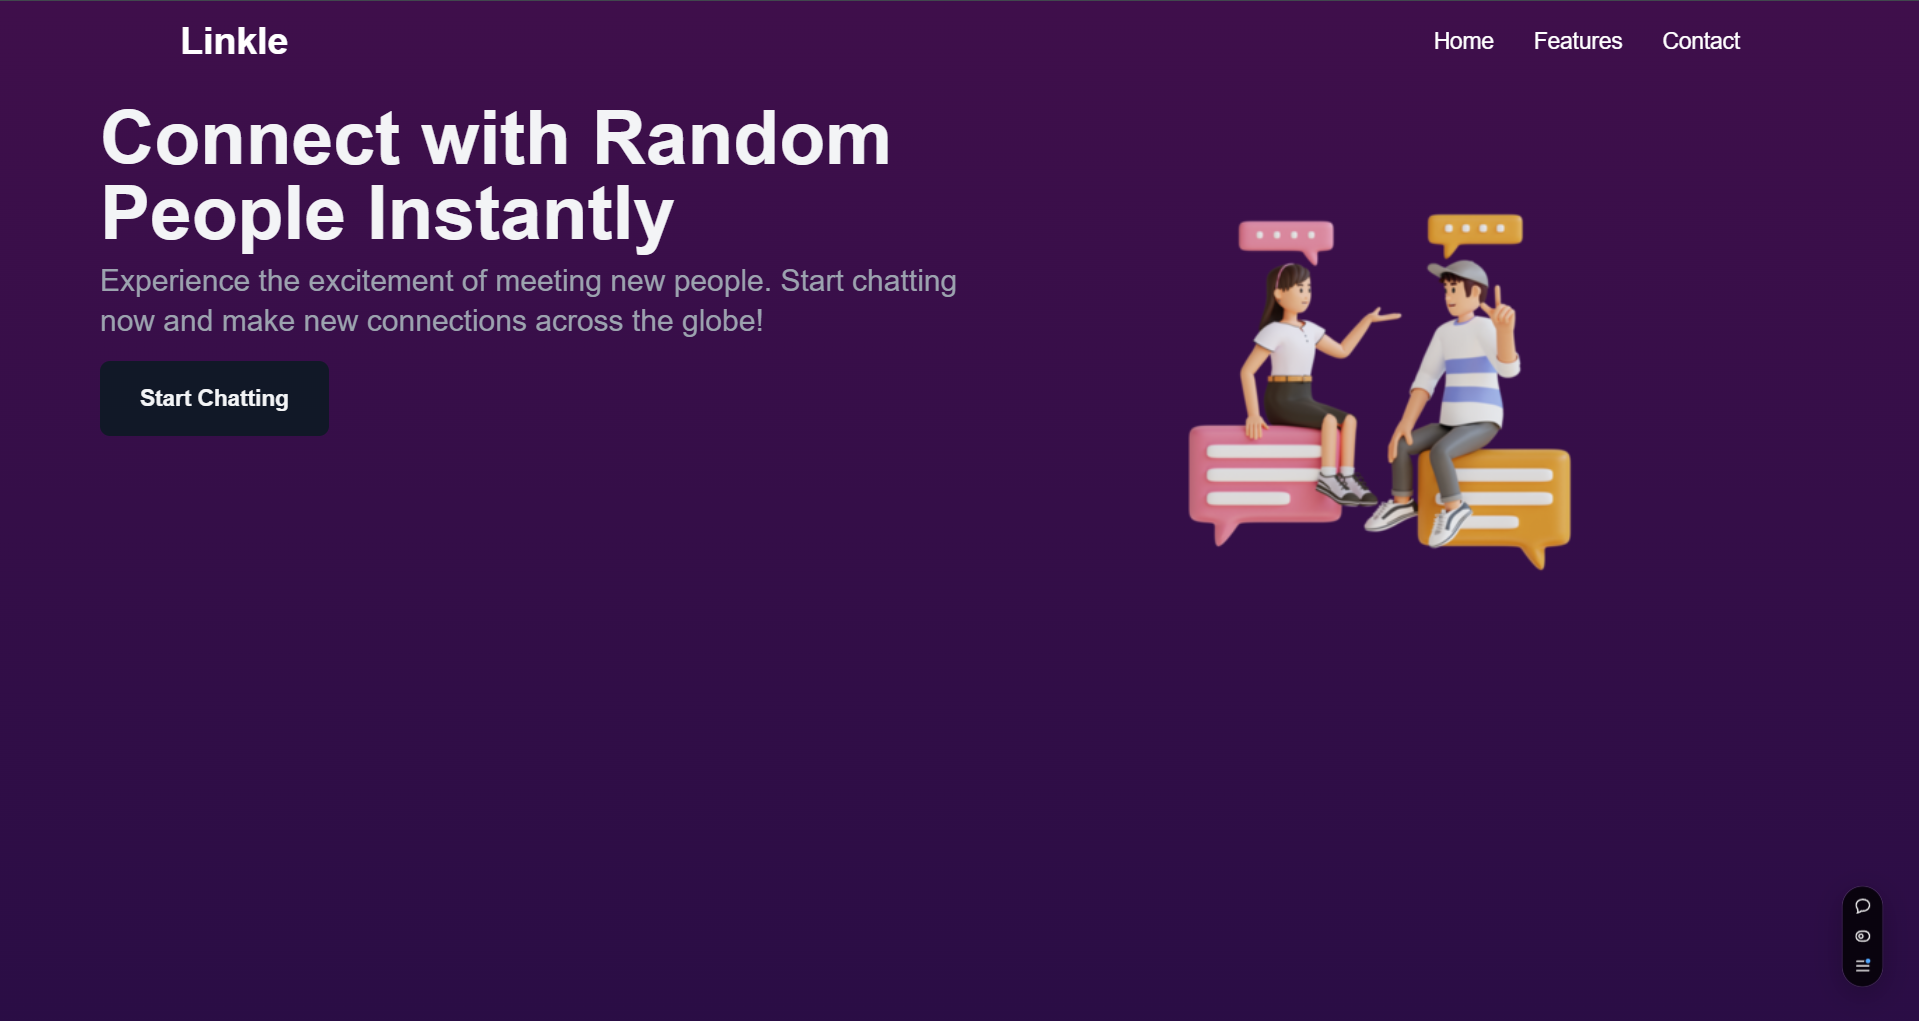 Linkle
Home
Features
Contact
Connect with Random
People Instantly
Experience the excitement of meeting new people. Start chatting
now and make new connections across the globe!
Start Chatting